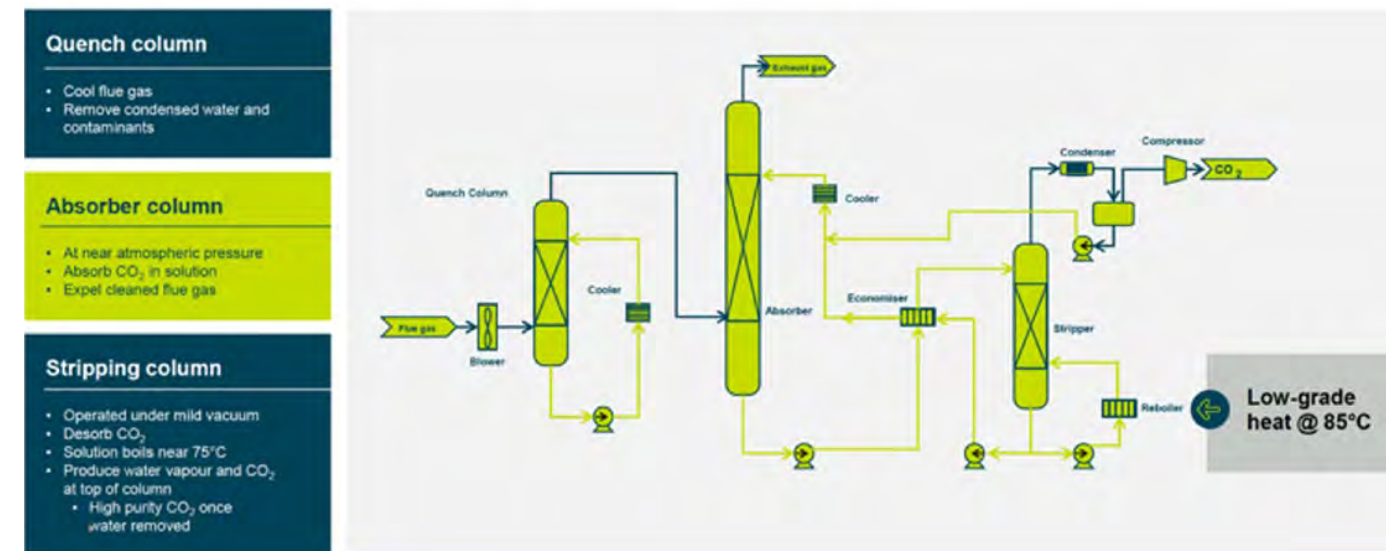 Quench column
• Cool flue gas
• Remove condensed water and
contaminants
Absorber column
• At near atmospheric pressure
• Absorb CO₂ in solution
• Expel cleaned flue gas
Stripping column
• Operated under mild vacuum
• Desorb CO₂
• Solution boils near 75°C
• Produce water vapour and CO₂
at top of column
• High purity CO₂ once
water removed
Exhaust gas
Compressor
Condenser
CO₂
Quench Column
Cooler
Cooler
Economiser
Absorber
Stripper
Flue gas
Blower
Reboiler
Low-grade
heat @ 85°C